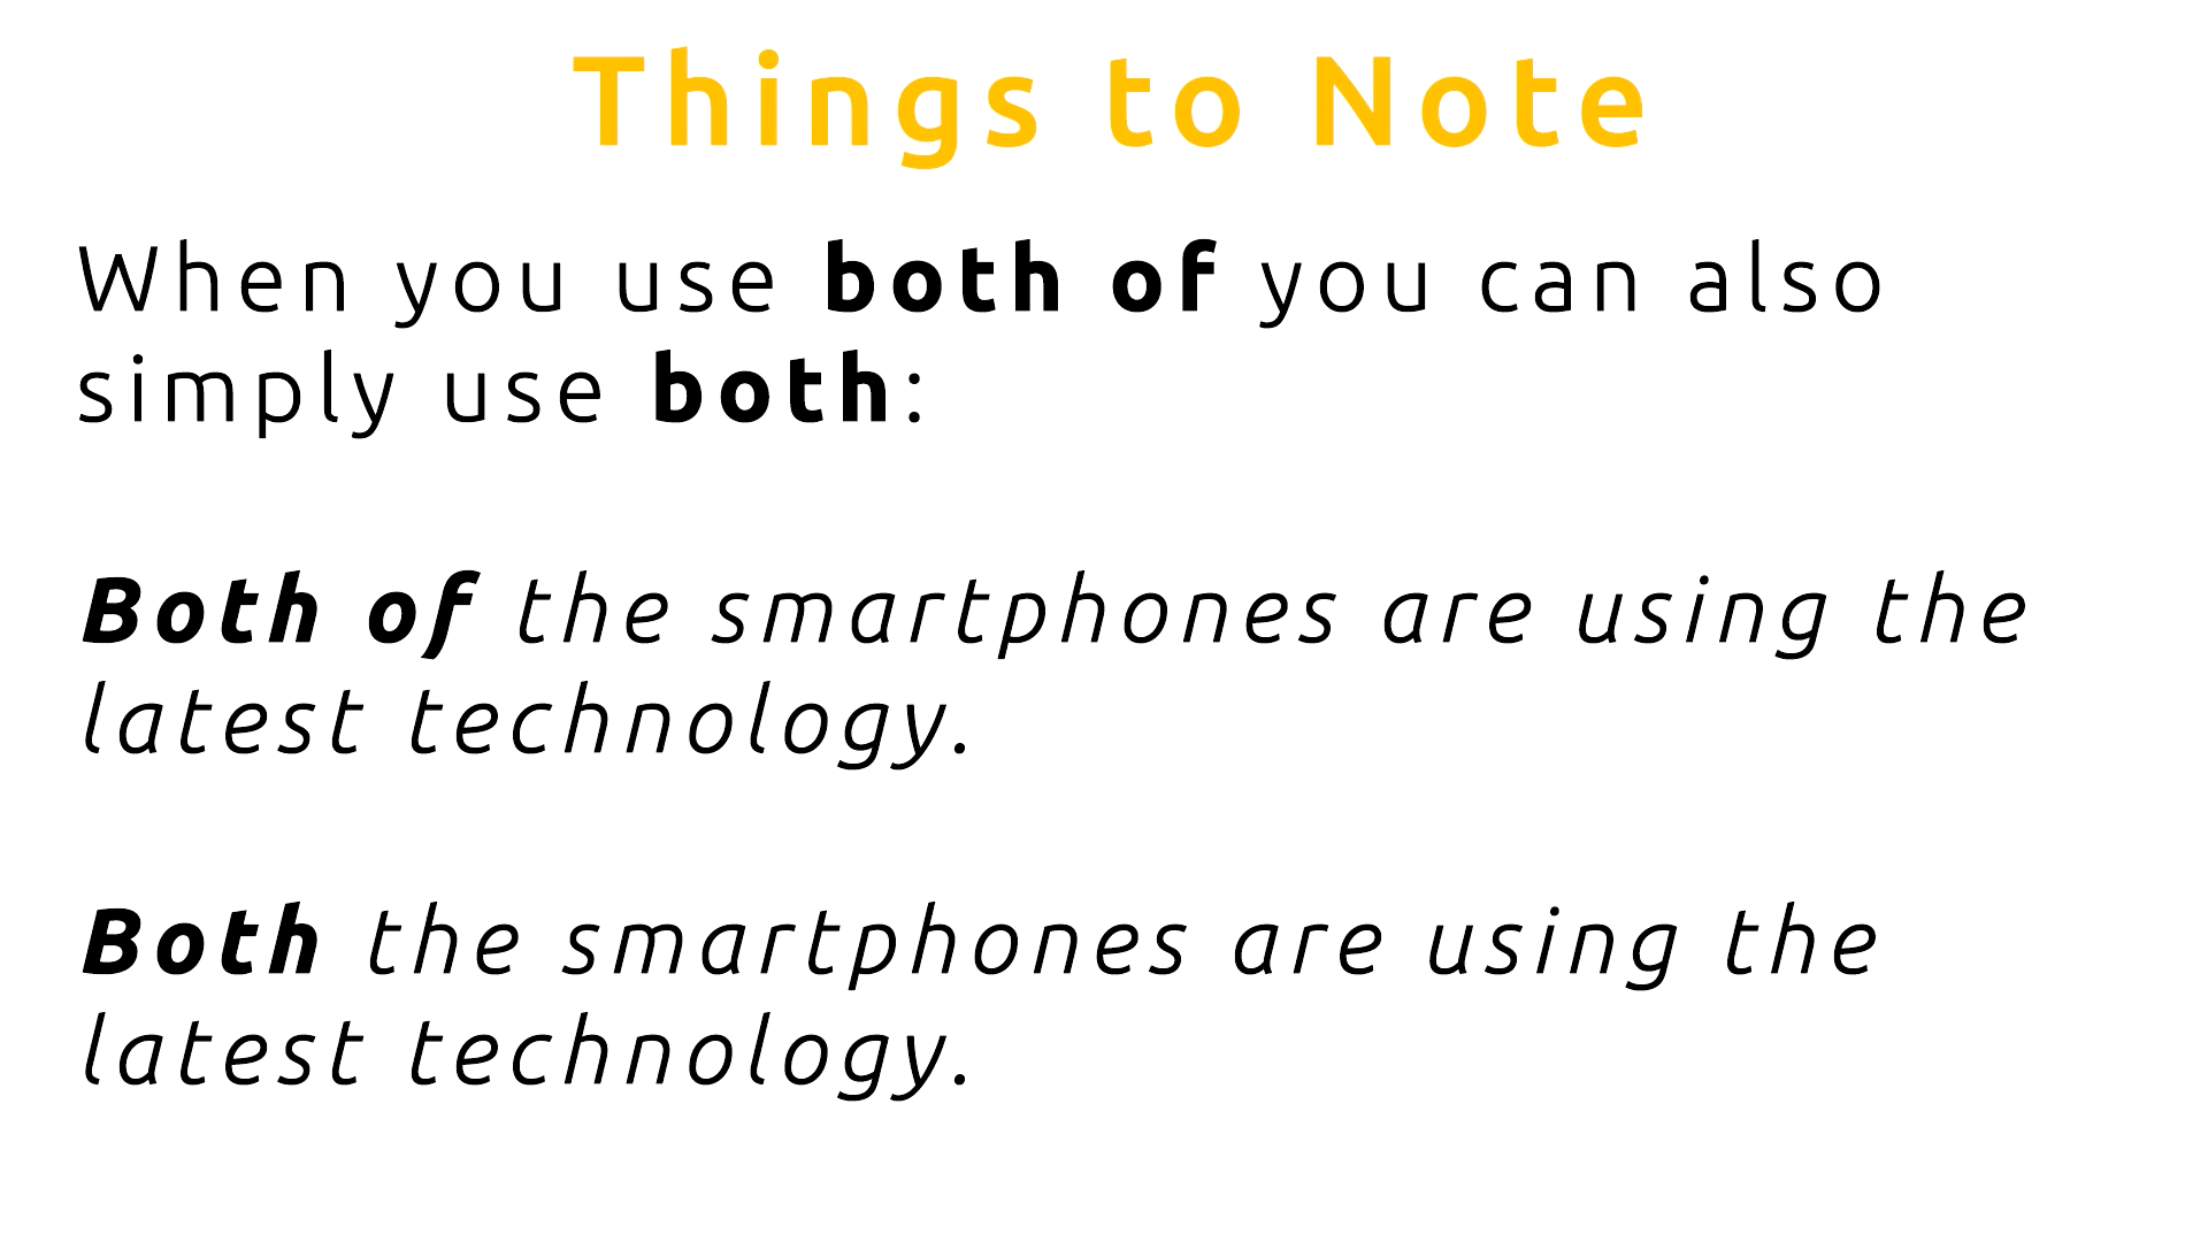 Things to Note
When you use both of you can also
simply use both:
Both of the smartphones are using the
latest technology.
Both the smartphones are using the
latest technology.